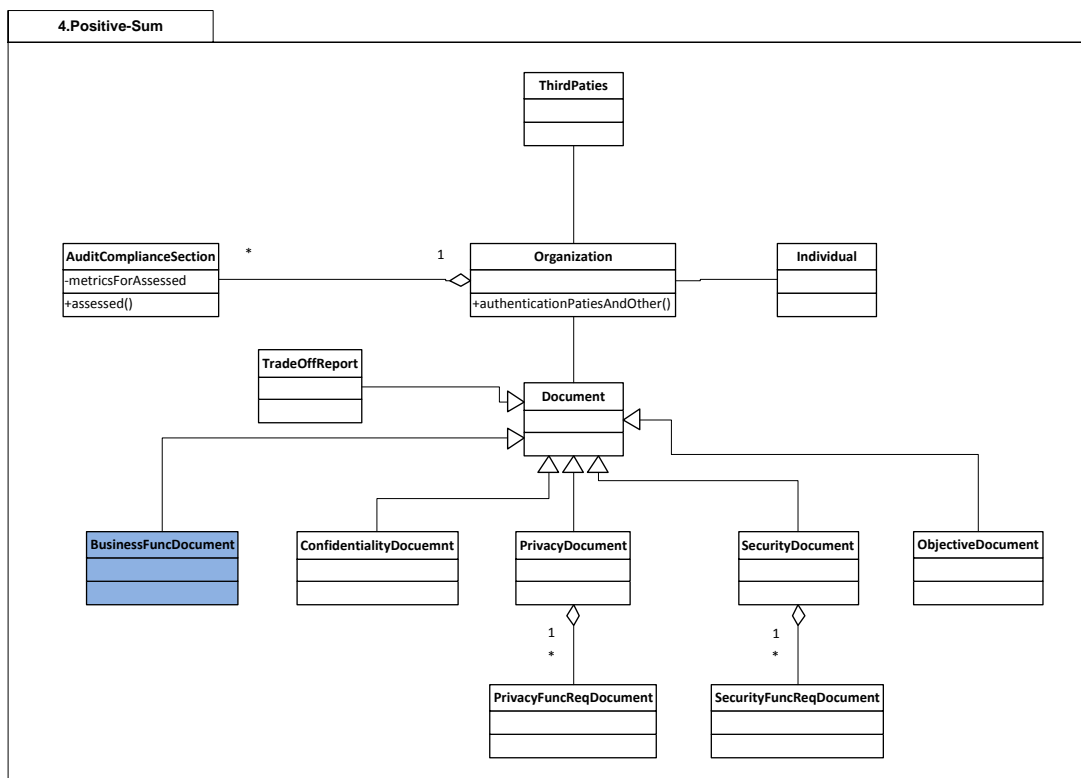 4.Positive-Sum
ThirdPaties
AuditComplianceSection
-metricsForAssessed
+assessed()
*
1
Organization
+authenticationPatiesAndOther()
Individual
TradeOffReport
Document
BusinessFuncDocument
ConfidentialityDocuemnt
PrivacyDocument
SecurityDocument
ObjectiveDocument
1
*
1
*
PrivacyFuncReqDocument
SecurityFuncReqDocument